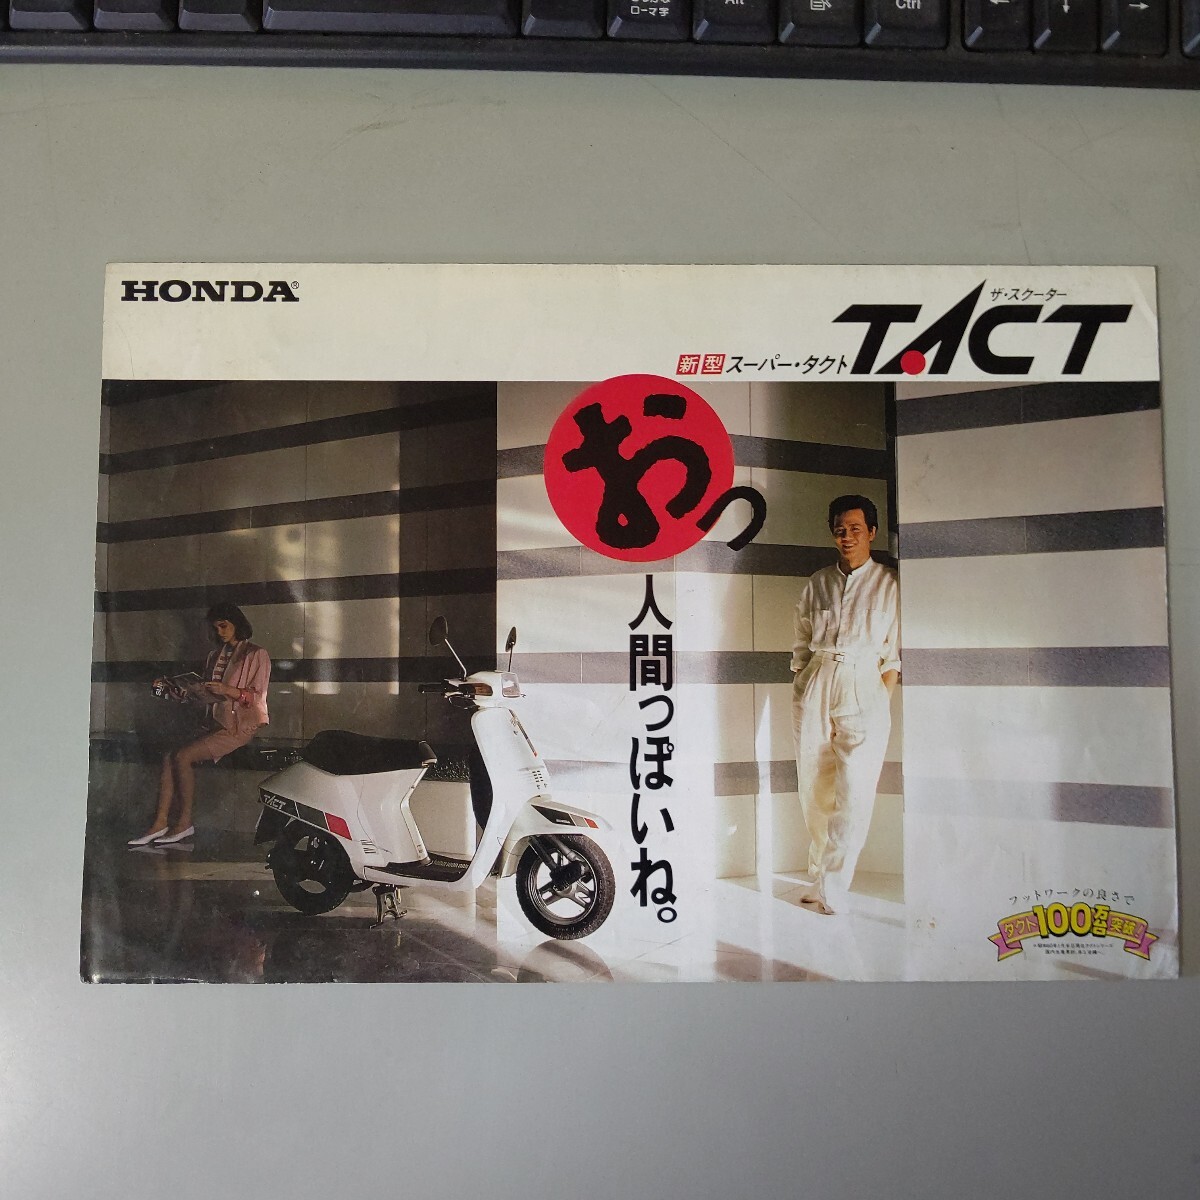 ローマ字
Alt
Ctrl
←
↓
→
HONDA®
ザ・スクーター
新型 スーパー・タクト TACT
おっ
人間っぽいね。
TACT
フットワークの良さで
タクト100万台突破!